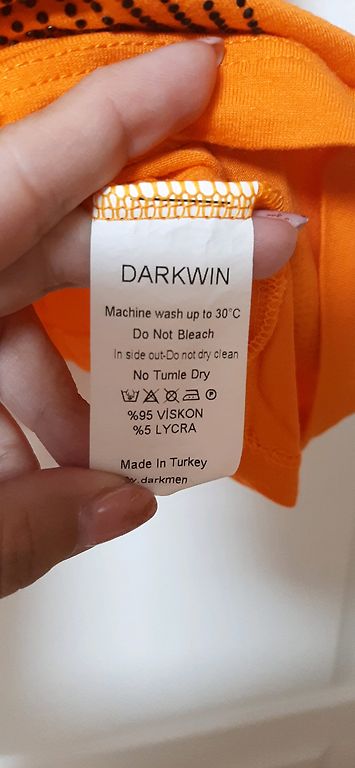 DARKWIN
Machine wash up to 30°C
Do Not Bleach
In side out-Do not dry clean
No Tumle Dry
%95 VİSKON
%5 LYCRA
Made In Turkey
darkmen